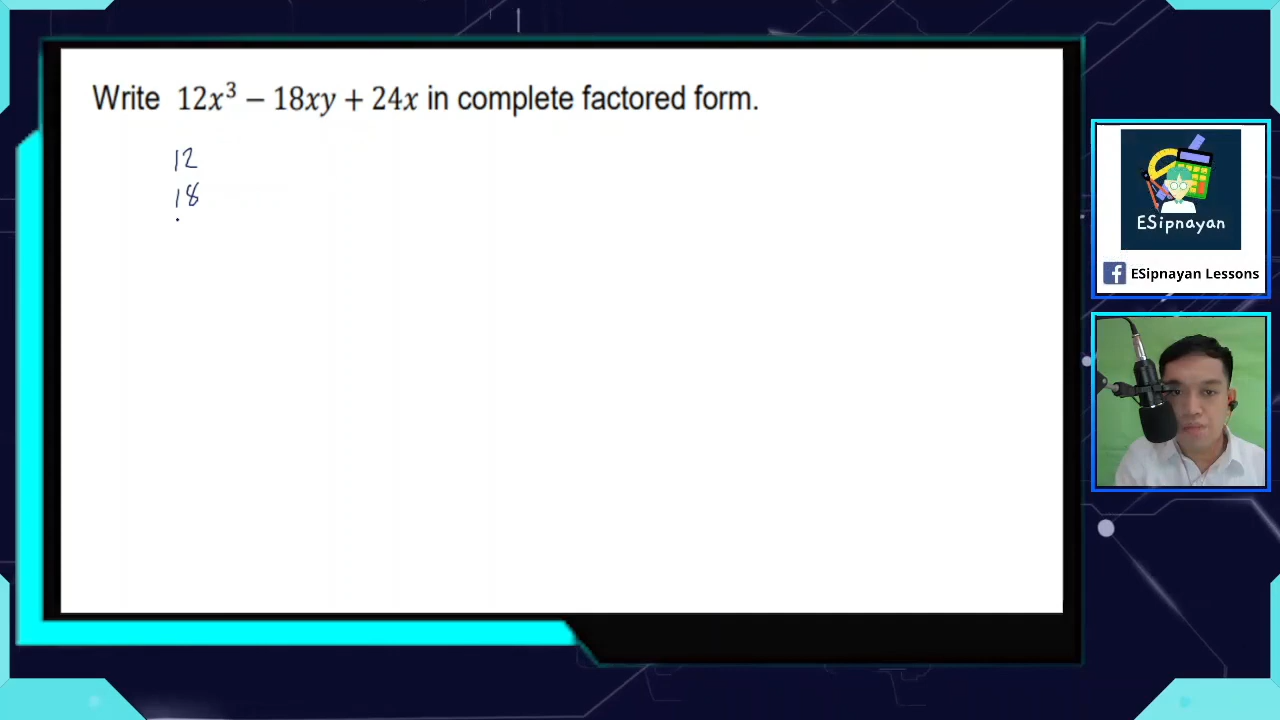 Write 12x³ − 18xy + 24x in complete factored form.
12
18
ESipnayan
ESipnayan Lessons